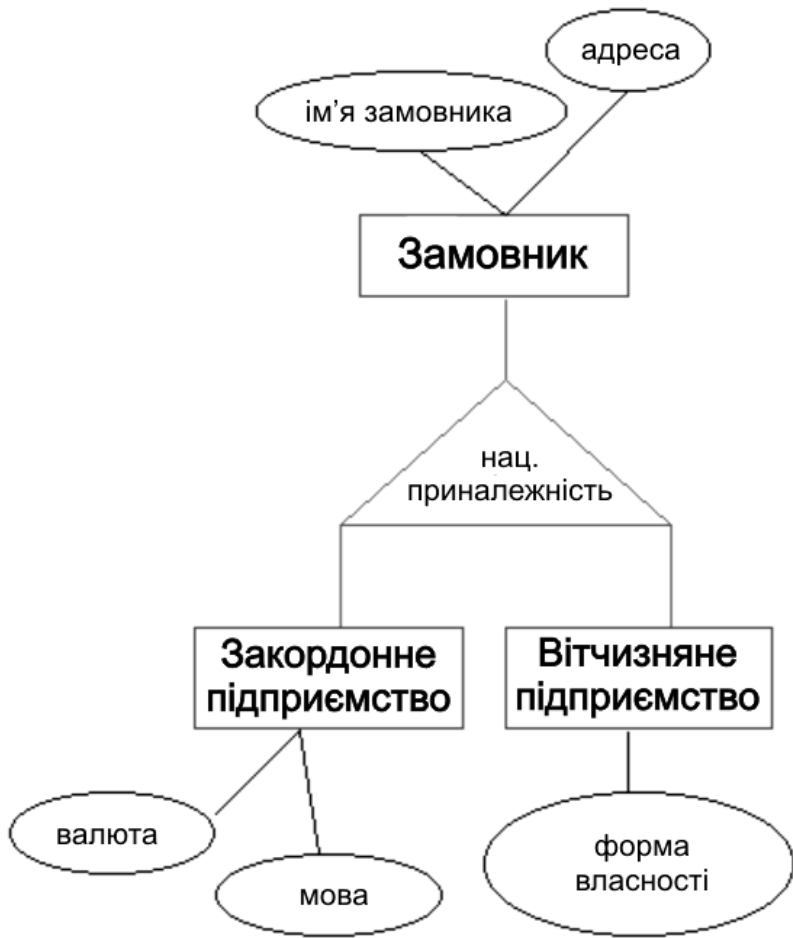 адреса
ім’я замовника
Замовник
нац.
приналежність
Закордонне
підприємство
Вітчизняне
підприємство
валюта
мова
форма
власності